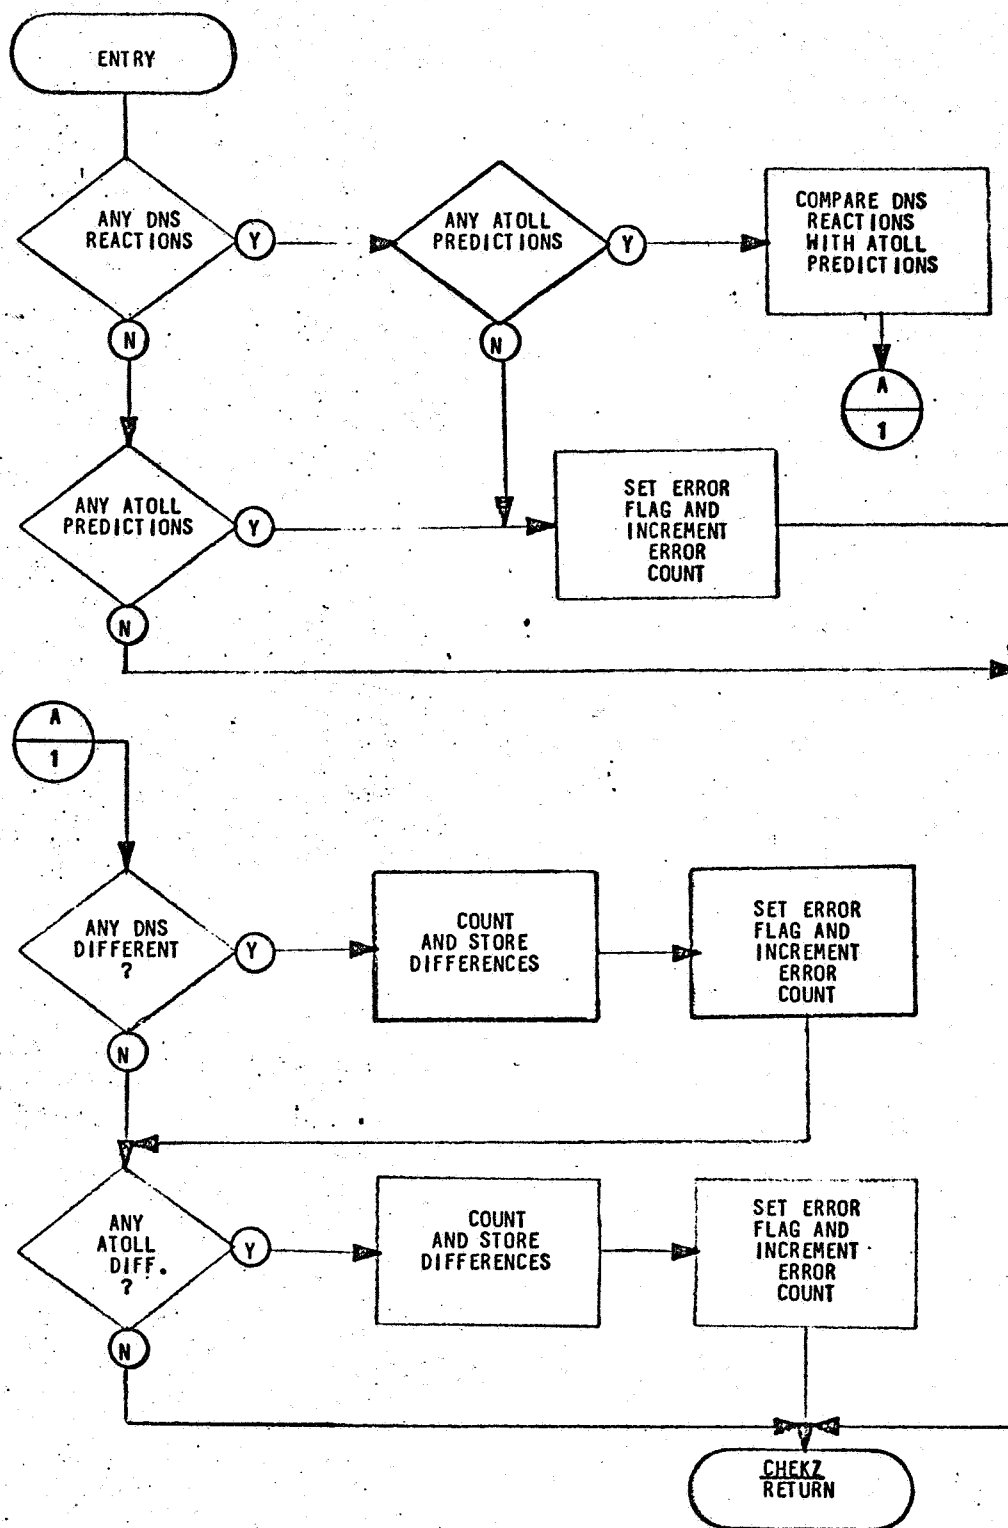 ENTRY
ANY DNS
REACTIONS
Y
ANY ATOLL
PREDICTIONS
Y
COMPARE DNS
REACTIONS
WITH ATOLL
PREDICTIONS
N
N
A
1
ANY ATOLL
PREDICTIONS
Y
SET ERROR
FLAG AND
INCREMENT
ERROR
COUNT
N
A
1
ANY DNS
DIFFERENT
?
Y
COUNT
AND STORE
DIFFERENCES
SET ERROR
FLAG AND
INCREMENT
ERROR
COUNT
N
ANY
ATOLL
DIFF.
?
Y
COUNT
AND STORE
DIFFERENCES
SET ERROR
FLAG AND
INCREMENT
ERROR
COUNT
N
CHEKZ
RETURN